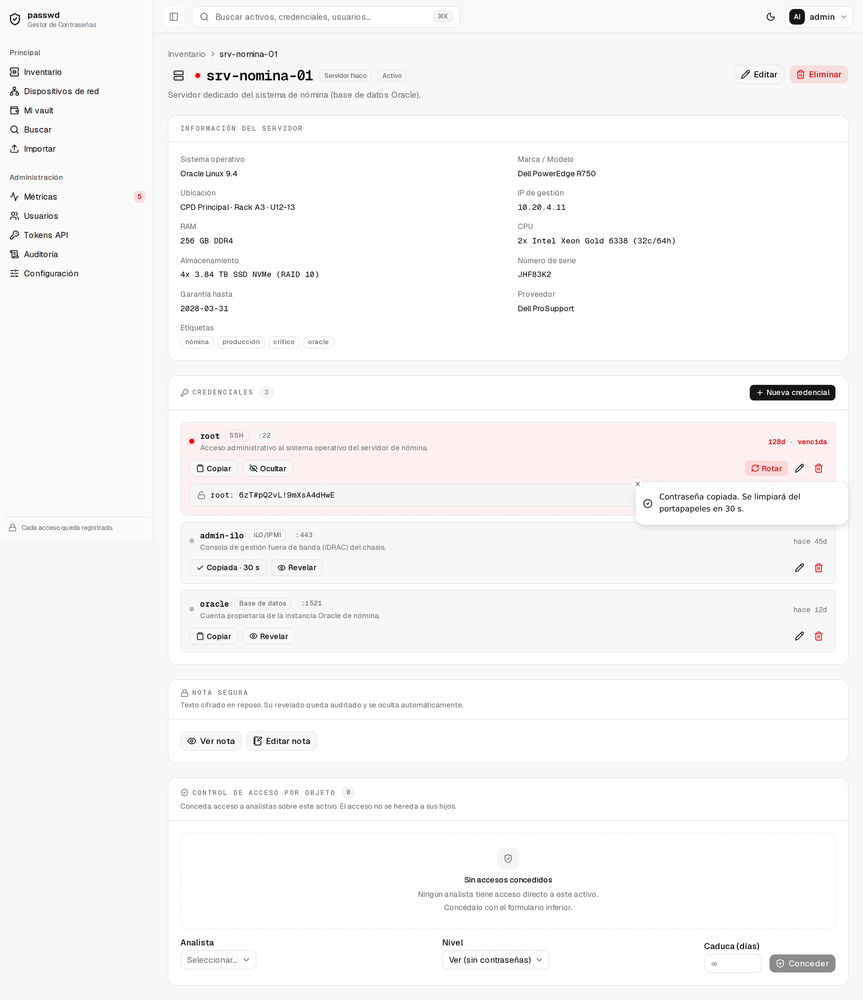 passwd
Gestor de Contraseñas
Principal
Inventario
Dispositivos de red
Mi vault
Buscar
Importar
Administración
Métricas 5
Usuarios
Tokens API
Auditoría
Configuración
Cada acceso queda registrado.
Buscar activos, credenciales, usuarios... ⌘K
AI admin
Inventario > srv-nomina-01
srv-nomina-01 Servidor físico Activo
Editar Eliminar
Servidor dedicado del sistema de nómina (base de datos Oracle).
INFORMACIÓN DEL SERVIDOR
Sistema operativo
Oracle Linux 9.4
Marca / Modelo
Dell PowerEdge R750
Ubicación
CPD Principal · Rack A3 · U12-13
IP de gestión
10.20.4.11
RAM
256 GB DDR4
CPU
2x Intel Xeon Gold 6338 (32c/64h)
Almacenamiento
4x 3.84 TB SSD NVMe (RAID 10)
Número de serie
JHF83K2
Garantía hasta
2028-03-31
Proveedor
Dell ProSupport
Etiquetas
nómina producción crítico oracle
CREDENCIALES 3
Nueva credencial
root SSH :22
Acceso administrativo al sistema operativo del servidor de nómina.
128d · vencida
Copiar Ocultar
Rotar
root: 6zT#pQ2vL!9mXsA4dHwE
Contraseña copiada. Se limpiará del
portapapeles en 30 s.
admin-ilo iLO/IPMI :443
Consola de gestión fuera de banda (iDRAC) del chasis.
hace 45d
Copiada · 30 s Revelar
oracle Base de datos :1521
Cuenta propietaria de la instancia Oracle de nómina.
hace 12d
Copiar Revelar
NOTA SEGURA
Texto cifrado en reposo. Su revelado queda auditado y se oculta automáticamente.
Ver nota Editar nota
CONTROL DE ACCESO POR OBJETO 0
Conceda acceso a analistas sobre este activo. El acceso no se hereda a sus hijos.
Sin accesos concedidos
Ningún analista tiene acceso directo a este activo.
Concédalo con el formulario inferior.
Analista
Seleccionar...
Nivel
Ver (sin contraseñas)
Caduca (días)
∞
Conceder